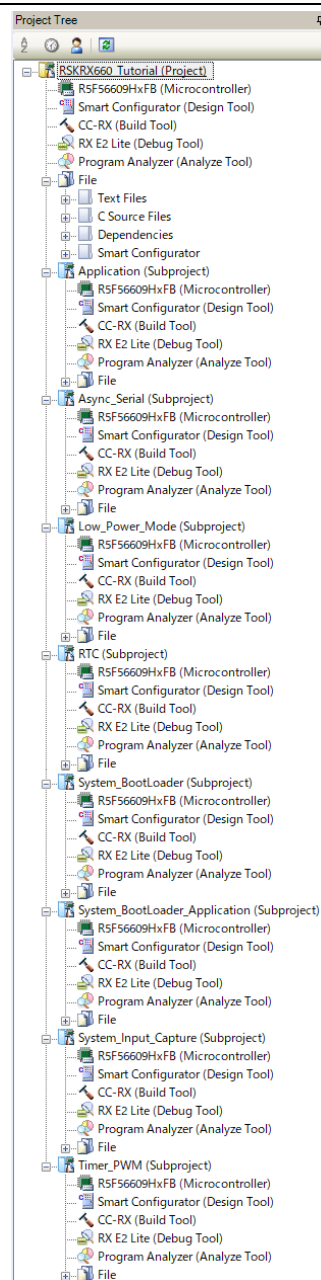 Project Tree
RSKRX660_Tutorial (Project)
R5F56609HxFB (Microcontroller)
Smart Configurator (Design Tool)
CC-RX (Build Tool)
RX E2 Lite (Debug Tool)
Program Analyzer (Analyze Tool)
File
Text Files
C Source Files
Dependencies
Smart Configurator
Application (Subproject)
R5F56609HxFB (Microcontroller)
Smart Configurator (Design Tool)
CC-RX (Build Tool)
RX E2 Lite (Debug Tool)
Program Analyzer (Analyze Tool)
File
Async_Serial (Subproject)
R5F56609HxFB (Microcontroller)
Smart Configurator (Design Tool)
CC-RX (Build Tool)
RX E2 Lite (Debug Tool)
Program Analyzer (Analyze Tool)
File
Low_Power_Mode (Subproject)
R5F56609HxFB (Microcontroller)
Smart Configurator (Design Tool)
CC-RX (Build Tool)
RX E2 Lite (Debug Tool)
Program Analyzer (Analyze Tool)
File
RTC (Subproject)
R5F56609HxFB (Microcontroller)
Smart Configurator (Design Tool)
CC-RX (Build Tool)
RX E2 Lite (Debug Tool)
Program Analyzer (Analyze Tool)
File
System_BootLoader (Subproject)
R5F56609HxFB (Microcontroller)
Smart Configurator (Design Tool)
CC-RX (Build Tool)
RX E2 Lite (Debug Tool)
Program Analyzer (Analyze Tool)
File
System_BootLoader_Application (Subproject)
R5F56609HxFB (Microcontroller)
Smart Configurator (Design Tool)
CC-RX (Build Tool)
RX E2 Lite (Debug Tool)
Program Analyzer (Analyze Tool)
File
System_Input_Capture (Subproject)
R5F56609HxFB (Microcontroller)
Smart Configurator (Design Tool)
CC-RX (Build Tool)
RX E2 Lite (Debug Tool)
Program Analyzer (Analyze Tool)
File
Timer_PWM (Subproject)
R5F56609HxFB (Microcontroller)
Smart Configurator (Design Tool)
CC-RX (Build Tool)
RX E2 Lite (Debug Tool)
Program Analyzer (Analyze Tool)
File